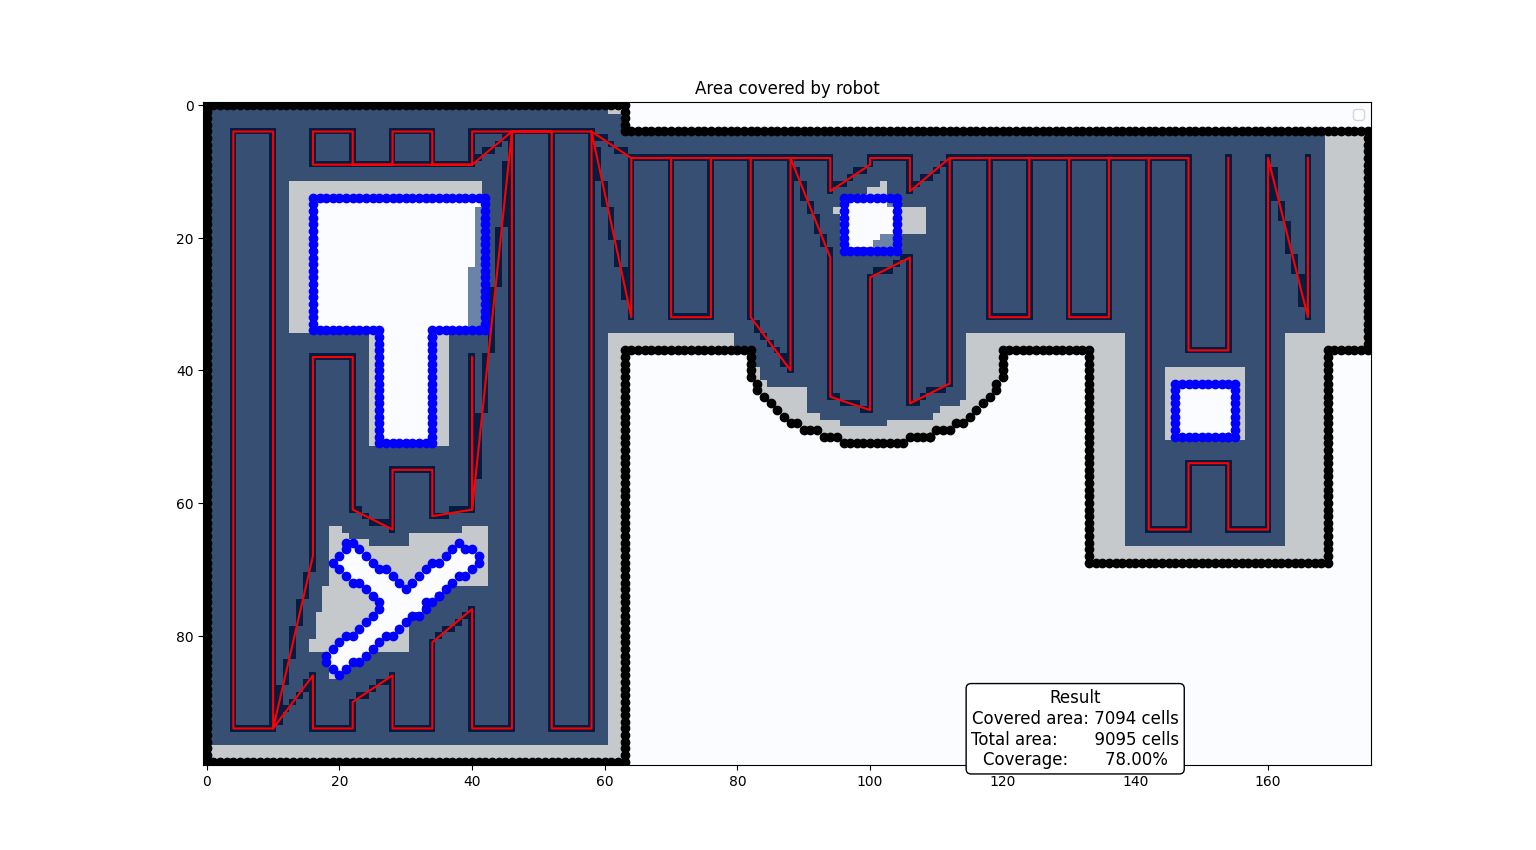 Area covered by robot
0
20
40
60
80
0 20 40 60 80 100 120 140 160
Result
Covered area: 7094 cells
Total area: 9095 cells
Coverage: 78.00%